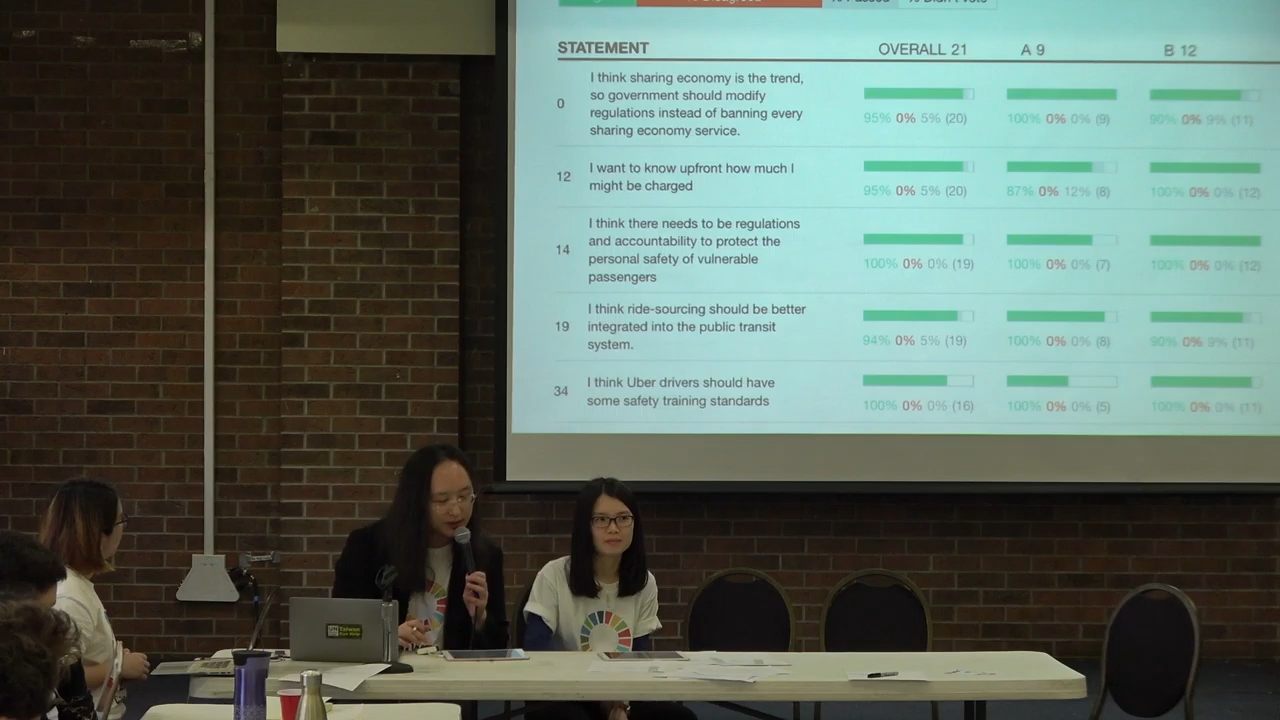 STATEMENT OVERALL 21 A 9 B 12
0 I think sharing economy is the trend,
so government should modify
regulations instead of banning every
sharing economy service.
95% 0% 5% (20) 100% 0% 0% (9) 90% 0% 9% (11)
12 I want to know upfront how much I
might be charged
95% 0% 5% (20) 87% 0% 12% (8) 100% 0% 0% (12)
14 I think there needs to be regulations
and accountability to protect the
personal safety of vulnerable
passengers
100% 0% 0% (19) 100% 0% 0% (7) 100% 0% 0% (12)
19 I think ride-sourcing should be better
integrated into the public transit
system.
94% 0% 5% (19) 100% 0% 0% (8) 90% 0% 9% (11)
34 I think Uber drivers should have
some safety training standards
100% 0% 0% (16) 100% 0% 0% (5) 100% 0% 0% (11)
Taiwan